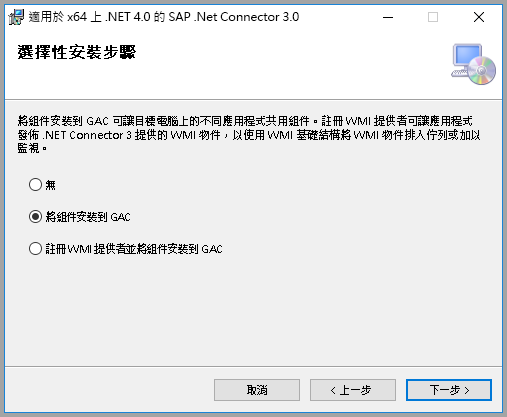 適用於 x64 上 .NET 4.0 的 SAP .Net Connector 3.0
選擇性安裝步驟
將組件安裝到 GAC 可讓目標電腦上的不同應用程式共用組件。註冊 WMI 提供者可讓應用程式
發佈 .NET Connector 3 提供的 WMI 物件，以使用 WMI 基礎結構將 WMI 物件排入佇列或加以
監視。
無
將組件安裝到 GAC
註冊 WMI 提供者並將組件安裝到 GAC
取消
< 上一步
下一步 >